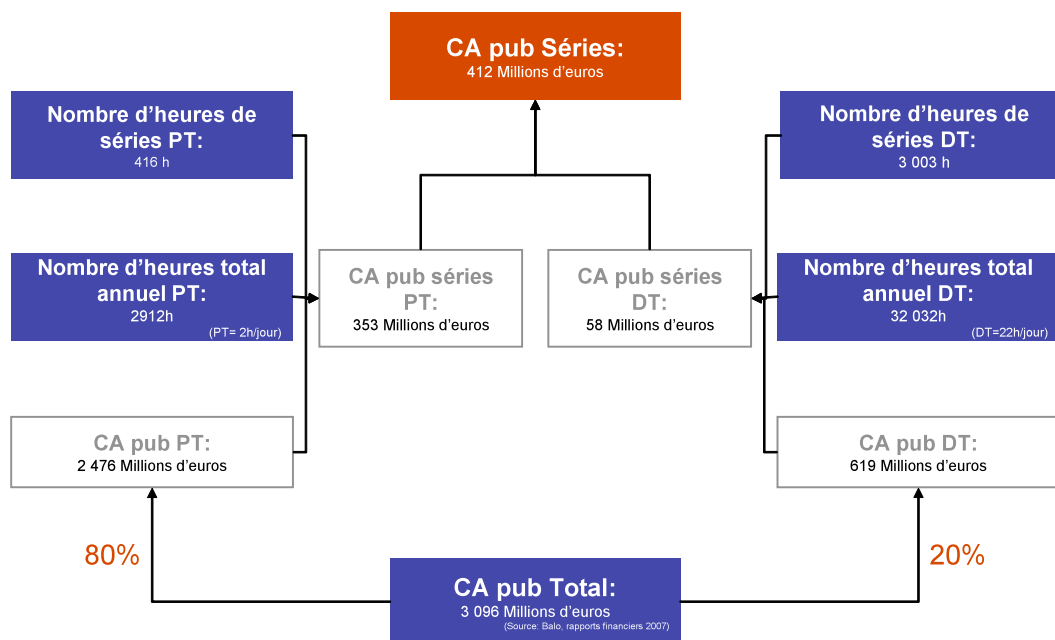 CA pub Séries:
412 Millions d'euros
Nombre d'heures de
séries PT:
416 h
Nombre d'heures de
séries DT:
3 003 h
Nombre d'heures total
annuel PT:
2912h
(PT= 2h/jour)
CA pub séries
PT:
353 Millions d'euros
CA pub séries
DT:
58 Millions d'euros
Nombre d'heures total
annuel DT:
32 032h
(DT=22h/jour)
CA pub PT:
2 476 Millions d'euros
CA pub DT:
619 Millions d'euros
80%
20%
CA pub Total:
3 096 Millions d'euros
(Source: Balo, rapports financiers 2007)